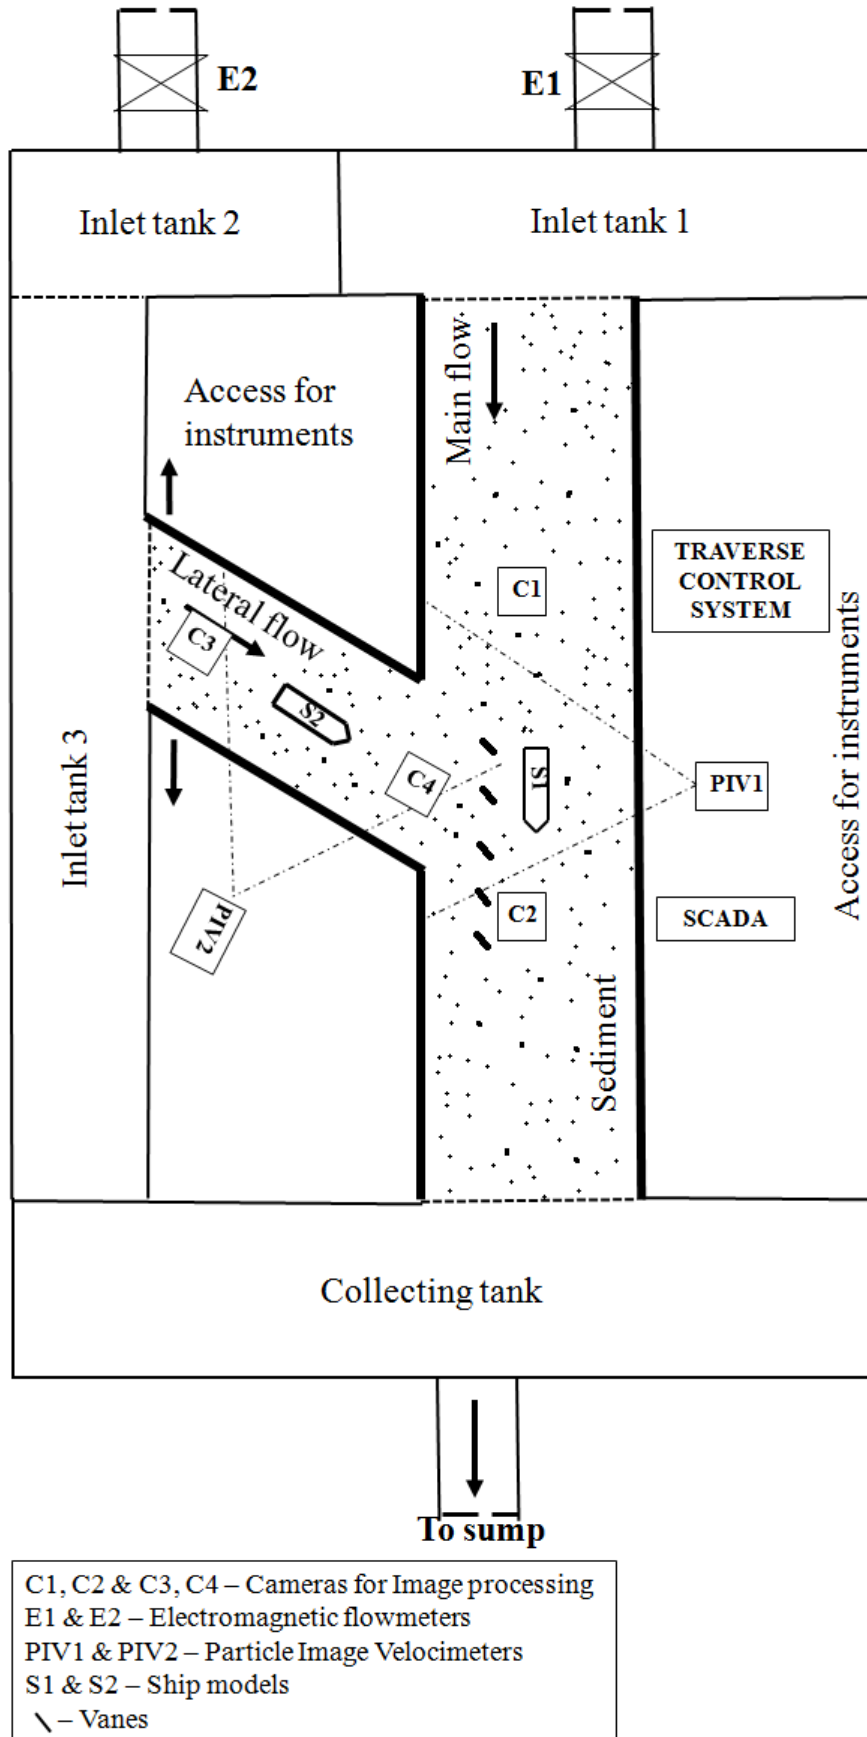 E2
E1
Inlet tank 2
Inlet tank 1
Access for
instruments
Main flow
Lateral flow
C1
TRAVERSE
CONTROL
SYSTEM
C3
S2
Inlet tank 3
C4
S1
PIV1
Access for instruments
PIV2
C2
SCADA
Sediment
Collecting tank
To sump
C1, C2 & C3, C4 – Cameras for Image processing
E1 & E2 – Electromagnetic flowmeters
PIV1 & PIV2 – Particle Image Velocimeters
S1 & S2 – Ship models
– Vanes